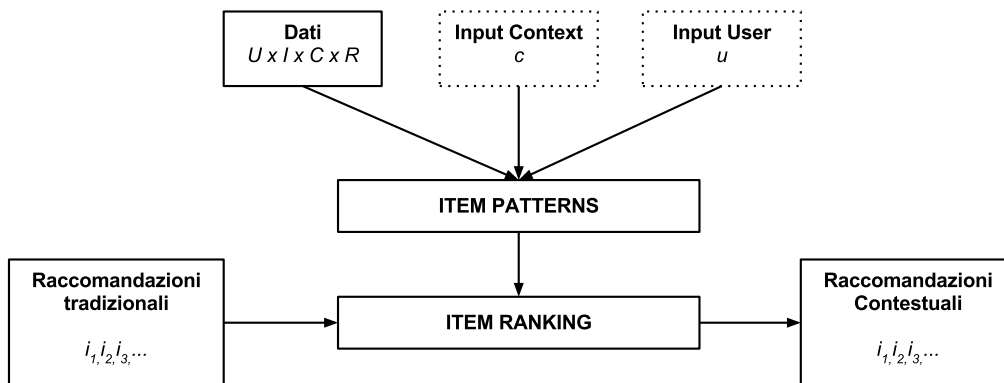 Dati
U x I x C x R
Input Context
c
Input User
u
ITEM PATTERNS
Raccomandazioni
tradizionali
i1,i2,i3,...
ITEM RANKING
Raccomandazioni
Contestuali
i1,i2,i3,...